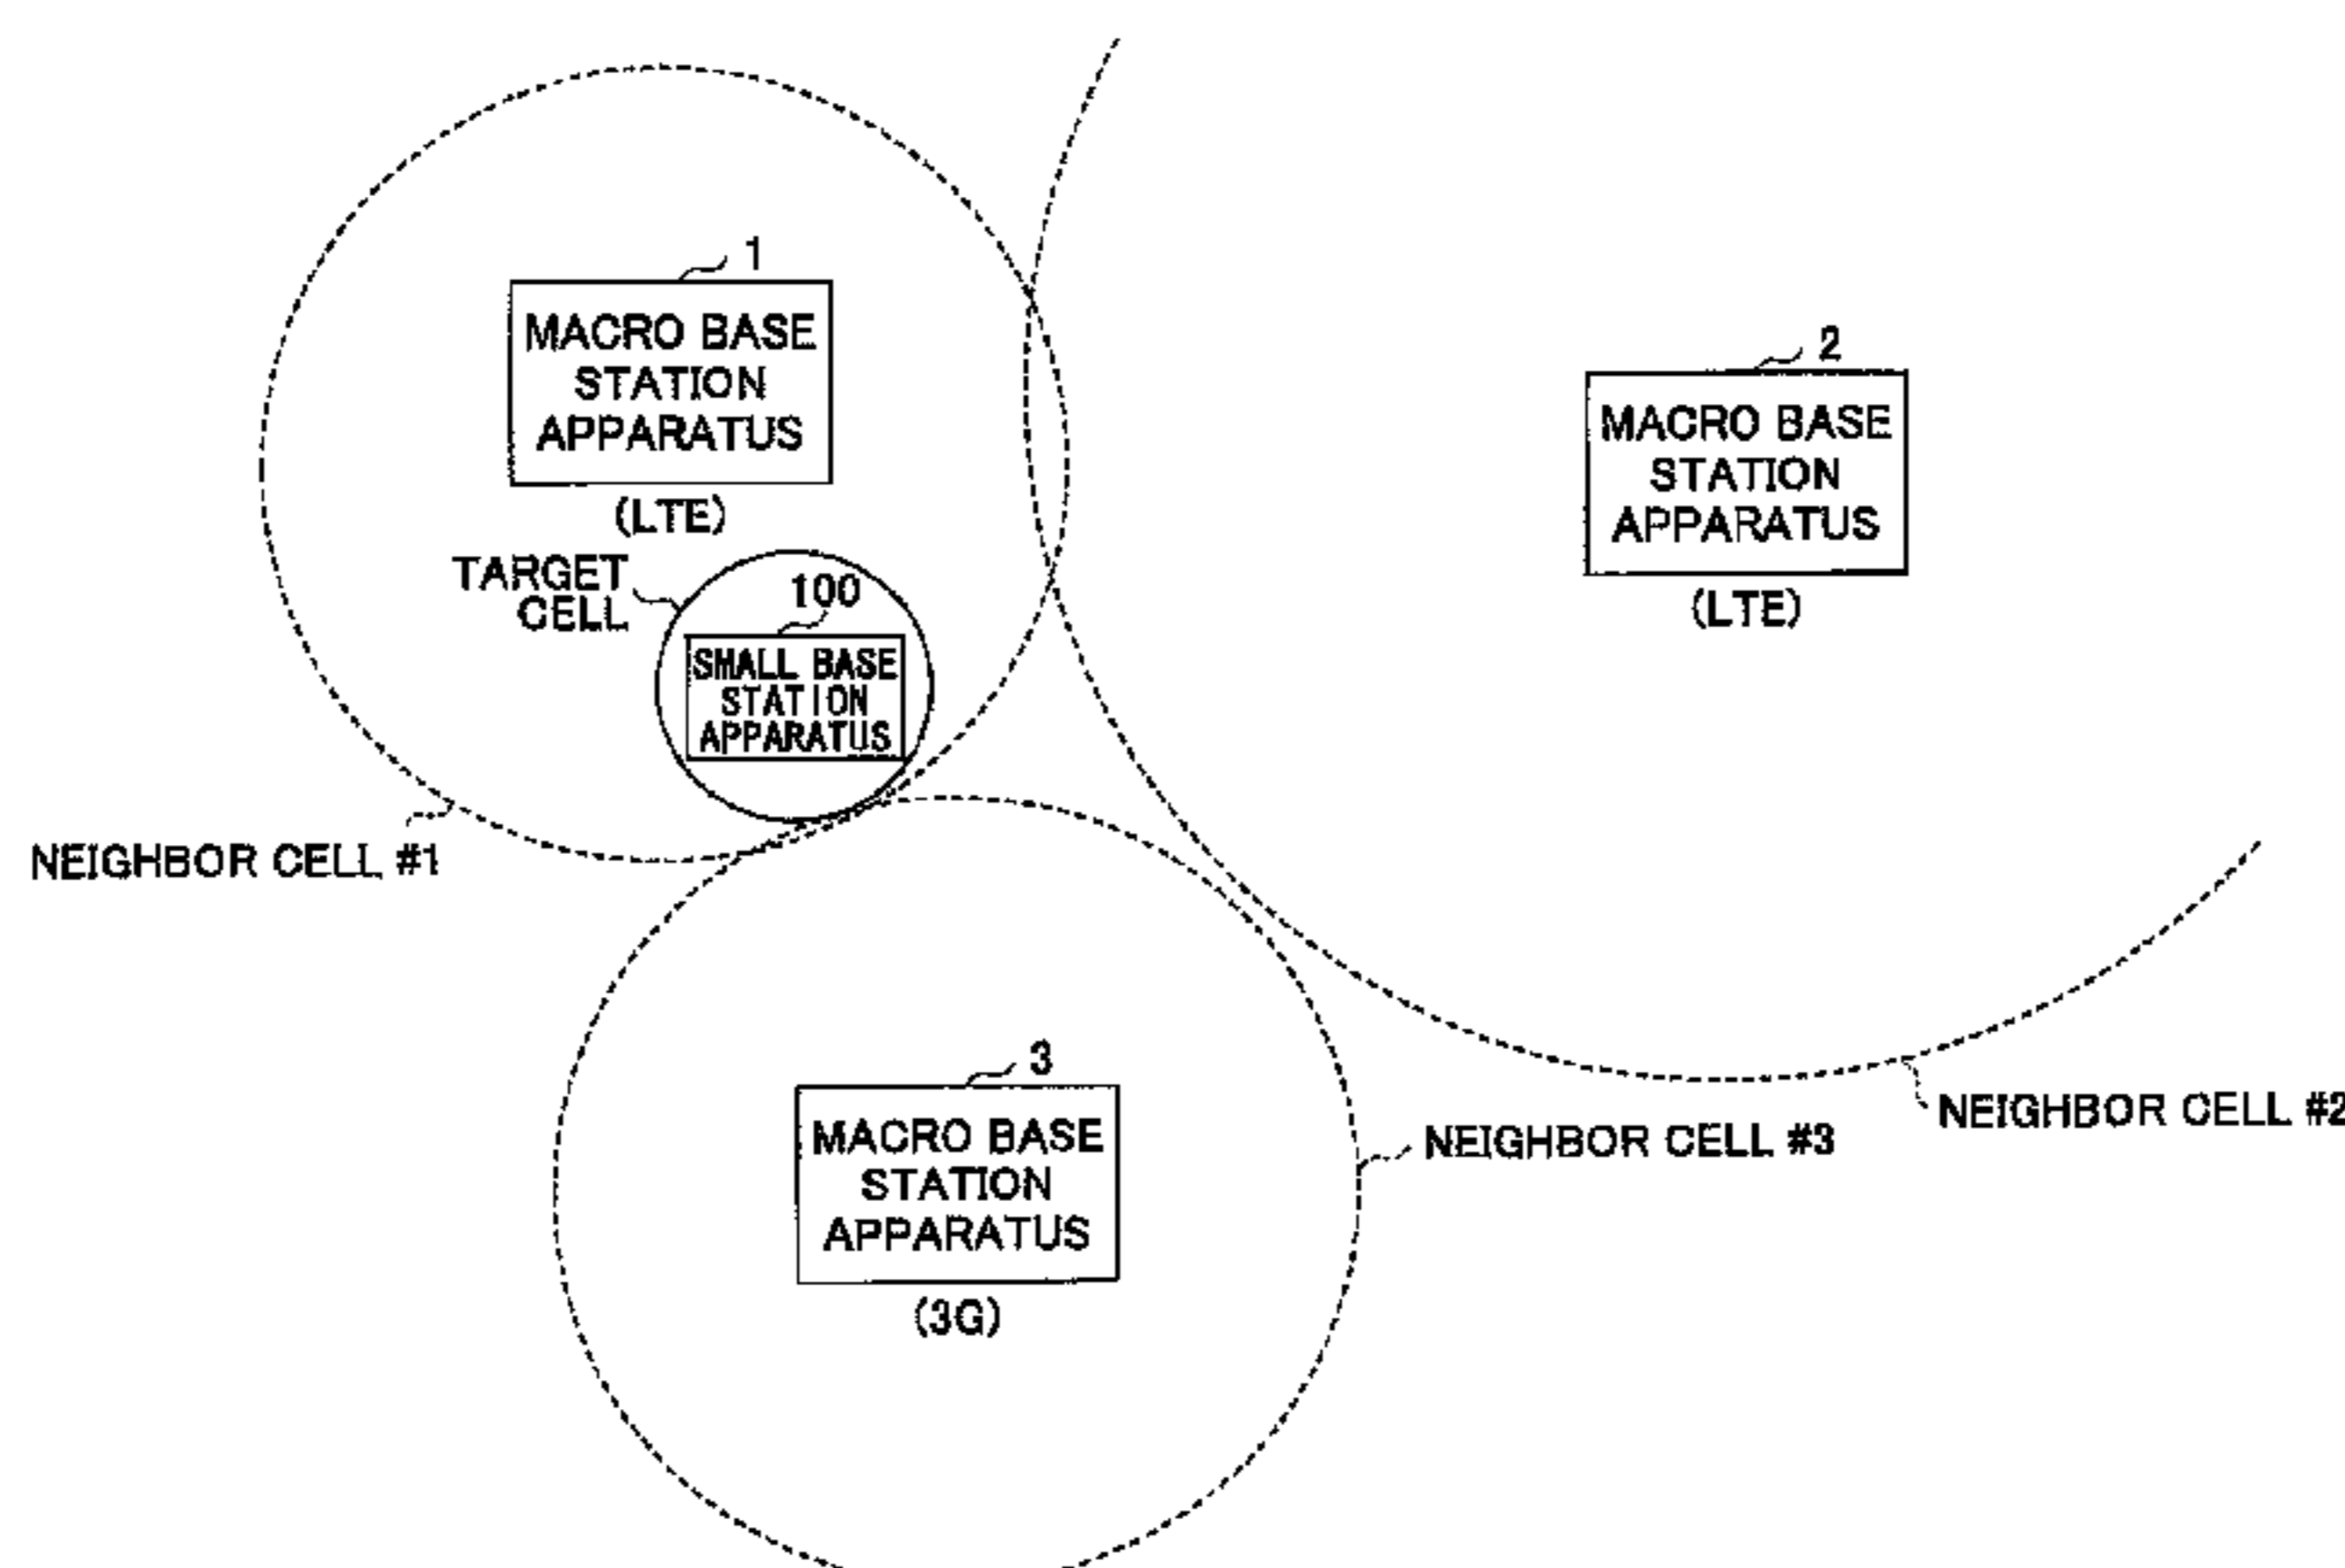 1
MACRO BASE
STATION
APPARATUS
(LTE)
2
MACRO BASE
STATION
APPARATUS
(LTE)
TARGET
CELL
100
SMALL BASE
STATION
APPARATUS
NEIGHBOR CELL #1
3
MACRO BASE
STATION
APPARATUS
(3G)
NEIGHBOR CELL #3
NEIGHBOR CELL #2